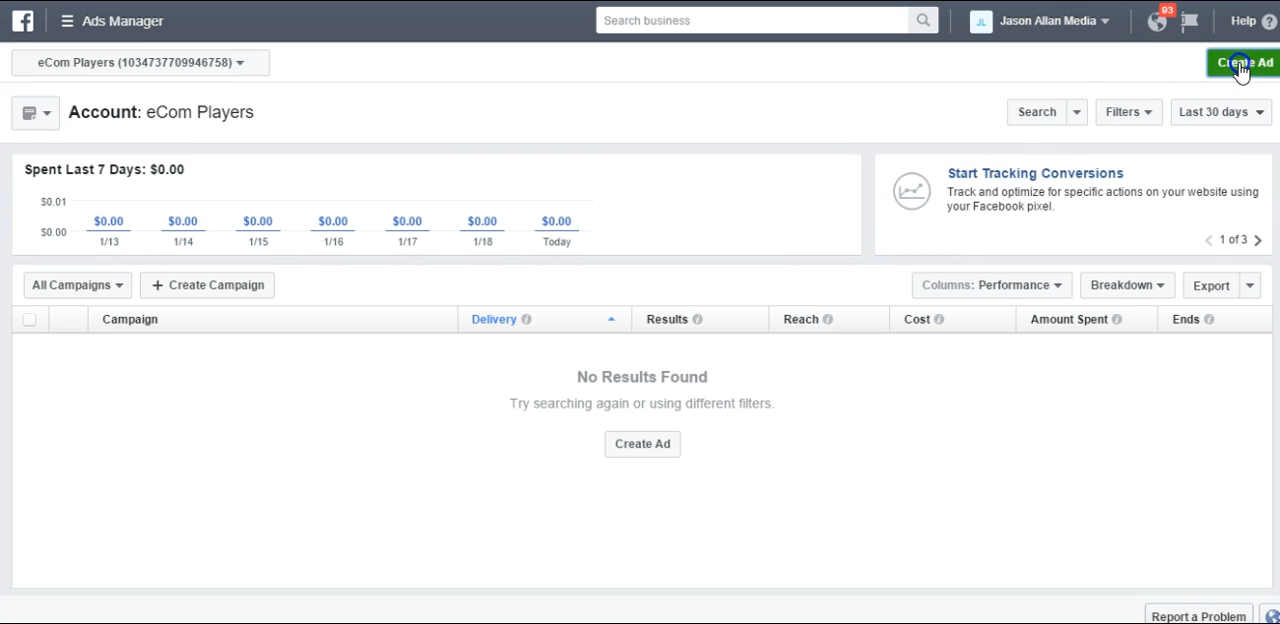 f
Ads Manager
Search business
JL
Jason Allan Media
93
Help
eCom Players (1034737709946758)
Create Ad
Account: eCom Players
Search
Filters
Last 30 days
Spent Last 7 Days: $0.00
$0.01
$0.00
$0.00 $0.00 $0.00 $0.00 $0.00 $0.00 $0.00
1/13 1/14 1/15 1/16 1/17 1/18 Today
Start Tracking Conversions
Track and optimize for specific actions on your website using
your Facebook pixel.
1 of 3
All Campaigns
+ Create Campaign
Columns: Performance
Breakdown
Export
Campaign Delivery Results Reach Cost Amount Spent Ends
No Results Found
Try searching again or using different filters.
Create Ad
Report a Problem